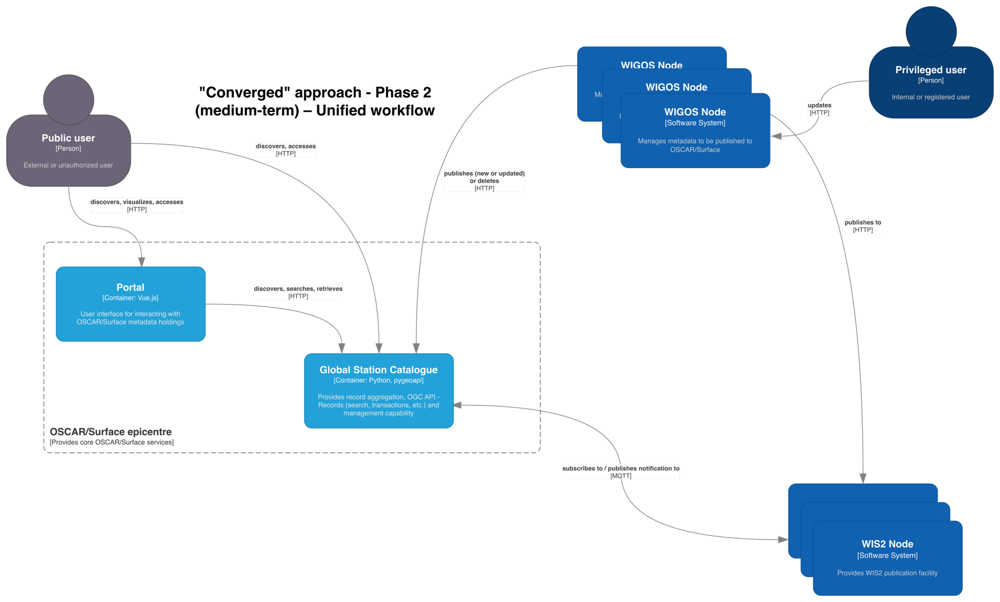 "Converged" approach - Phase 2
(medium-term) – Unified workflow
Public user
[Person]
External or unauthorized user
WIGOS Node
WIGOS Node
WIGOS Node
[Software System]
Manages metadata to be published to
OSCAR/Surface
Privileged user
[Person]
Internal or registered user
updates
[HTTP]
discovers, accesses
[HTTP]
publishes (new or updated)
or deletes
[HTTP]
discovers, visualizes, accesses
[HTTP]
publishes to
[HTTP]
Portal
[Container: Vue.js]
User interface for interacting with
OSCAR/Surface metadata holdings
discovers, searches, retrieves
[HTTP]
Global Station Catalogue
[Container: Python, pygeoapi]
Provides record aggregation, OGC API -
Records (search, transactions, etc.) and
management capability
OSCAR/Surface epicentre
[Provides core OSCAR/Surface services]
subscribes to / publishes notification to
[MQTT]
WIS2 Node
[Software System]
Provides WIS2 publication facility